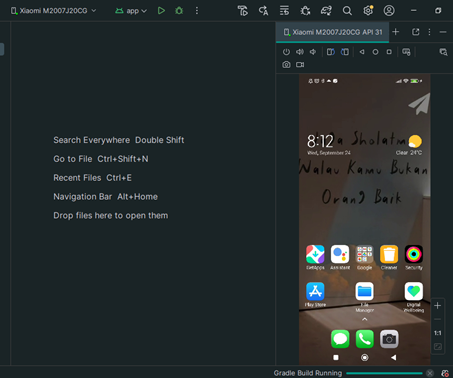 Xiaomi M2007J20CG
app
Xiaomi M2007J20CG API 31
Search Everywhere Double Shift
Go to File Ctrl+Shift+N
Recent Files Ctrl+E
Navigation Bar Alt+Home
Drop files here to open them
8:12
Wed, September 24
Clear 24°C
Sholatmu
Walau Kamu Bukan
Orang Baik
GetApps
Assistant
Google
Cleaner
Security
Play Store
File
Manager
Digital
Wellbeing
1:1
Gradle Build Running